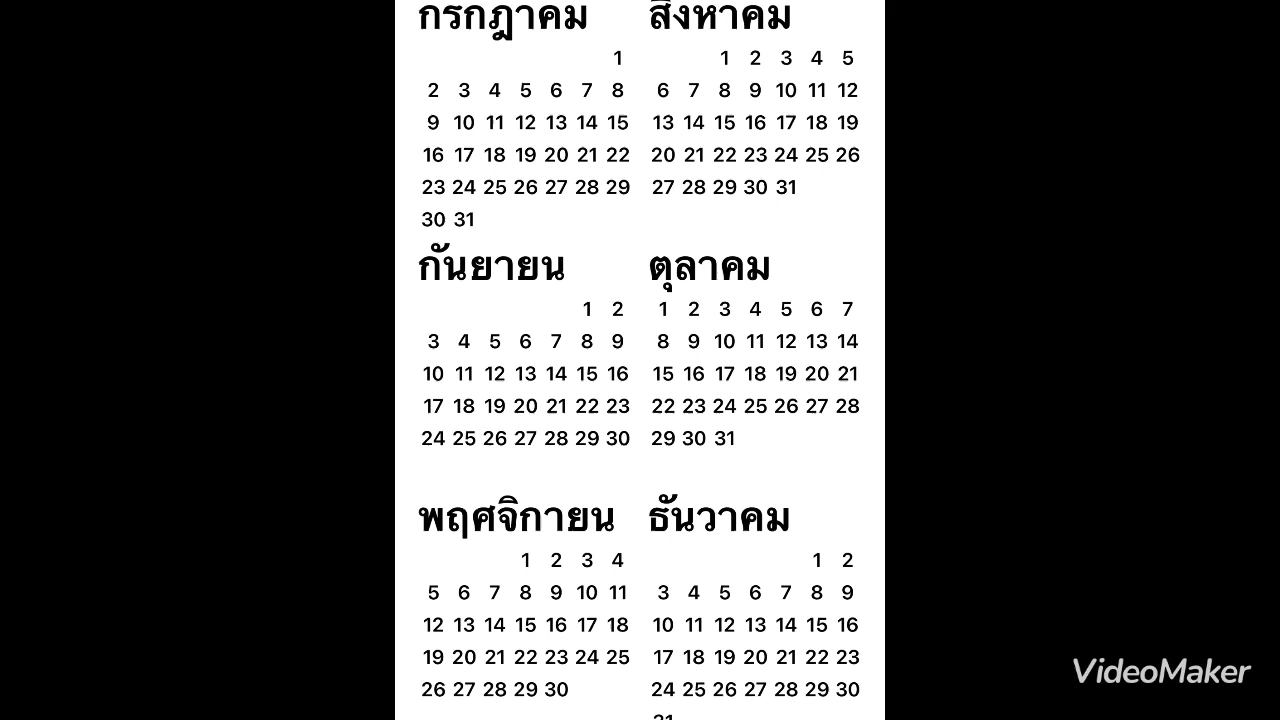 กรกฎาคม สิงหาคม
1 1 2 3 4 5
2 3 4 5 6 7 8 6 7 8 9 10 11 12
9 10 11 12 13 14 15 13 14 15 16 17 18 19
16 17 18 19 20 21 22 20 21 22 23 24 25 26
23 24 25 26 27 28 29 27 28 29 30 31
30 31
กันยายน ตุลาคม
1 2 1 2 3 4 5 6 7
3 4 5 6 7 8 9 8 9 10 11 12 13 14
10 11 12 13 14 15 16 15 16 17 18 19 20 21
17 18 19 20 21 22 23 22 23 24 25 26 27 28
24 25 26 27 28 29 30 29 30 31
พฤศจิกายน ธันวาคม
1 2 3 4 1 2
5 6 7 8 9 10 11 3 4 5 6 7 8 9
12 13 14 15 16 17 18 10 11 12 13 14 15 16
19 20 21 22 23 24 25 17 18 19 20 21 22 23
26 27 28 29 30 24 25 26 27 28 29 30
VideoMaker